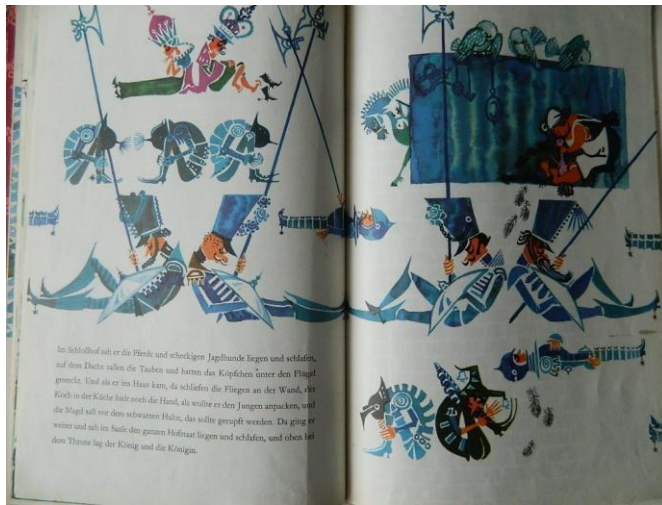 Im Schloßhof sah er die Pferde und scheckigen Jagdhunde liegen und schlafen,
auf dem Dache saßen die Tauben und hatten das Köpfchen unter den Flügel
gesteckt. Und als er ins Haus kam, da schliefen die Fliegen an der Wand, der
Koch in der Küche hielt noch die Hand, als wollte er den Jungen anpacken, und
die Magd saß vor dem schwarzen Huhn, das sollte gerupft werden. Da ging er
weiter und sah im Saale den ganzen Hofstaat liegen und schlafen, und oben bei
dem Throne lag der König und die Königin.